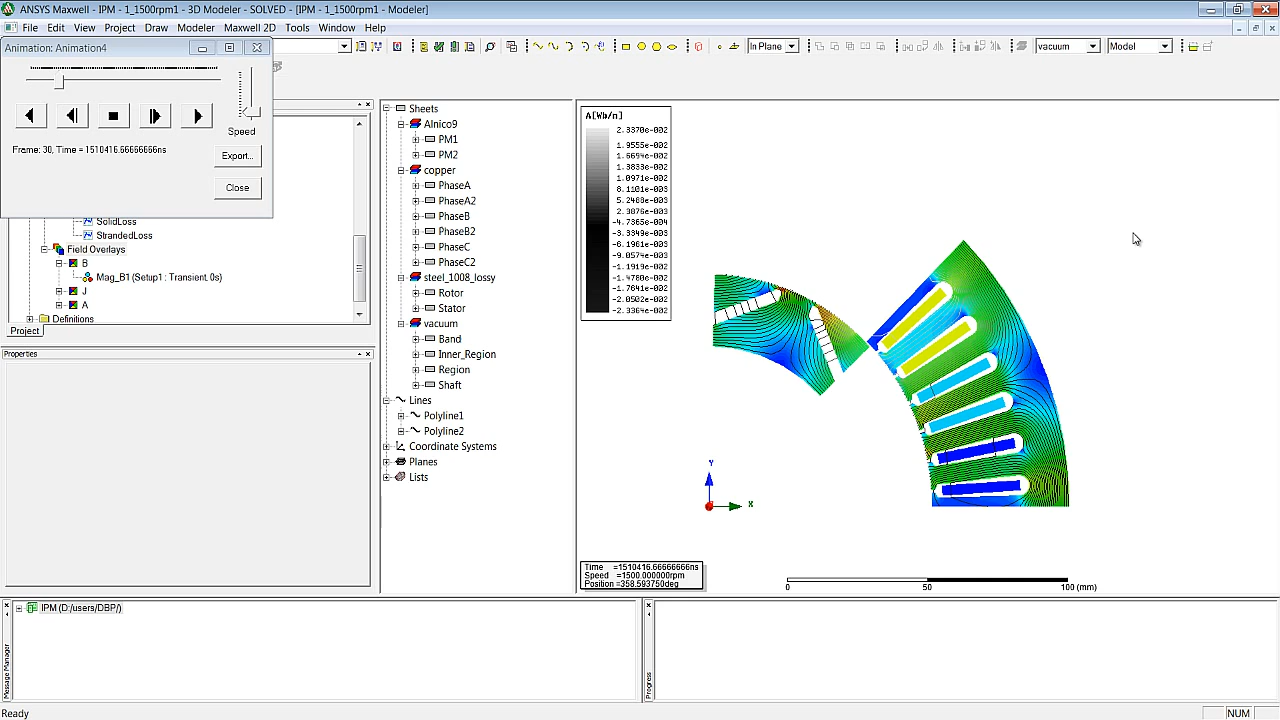 ANSYS Maxwell - IPM - 1_1500rpm1 - 3D Modeler - SOLVED - [IPM - 1_1500rpm1 - Modeler]
File Edit View Project Draw Modeler Maxwell 2D Tools Window Help
Animation: Animation4
In Plane
vacuum
Model
Speed
Frame: 30, Time = 1510416.66666666ns
Export...
Close
SolidLoss
StrandedLoss
Field Overlays
B
Mag_B1 (Setup1 : Transient, 0s)
J
A
Definitions
Project
Properties
Sheets
Alnico9
PM1
PM2
copper
PhaseA
PhaseA2
PhaseB
PhaseB2
PhaseC
PhaseC2
steel_1008_lossy
Rotor
Stator
vacuum
Band
Inner_Region
Region
Shaft
Lines
Polyline1
Polyline2
Coordinate Systems
Planes
Lists
A[Wb/m]
2.3370e-002
1.9555e-002
1.6694e-002
1.3833e-002
1.0971e-002
8.1101e-003
5.2488e-003
2.3876e-003
-4.7365e-004
-3.3349e-003
-6.1961e-003
-9.0574e-003
-1.1919e-002
-1.4780e-002
-1.7641e-002
-2.0502e-002
-2.3364e-002
Y
X
Time =1510416.66666666ns
Speed =1500.000000rpm
Position =358.593750deg
0 50 100 (mm)
IPM (D:/users/DBP/)
Message Manager
Progress
Ready
NUM